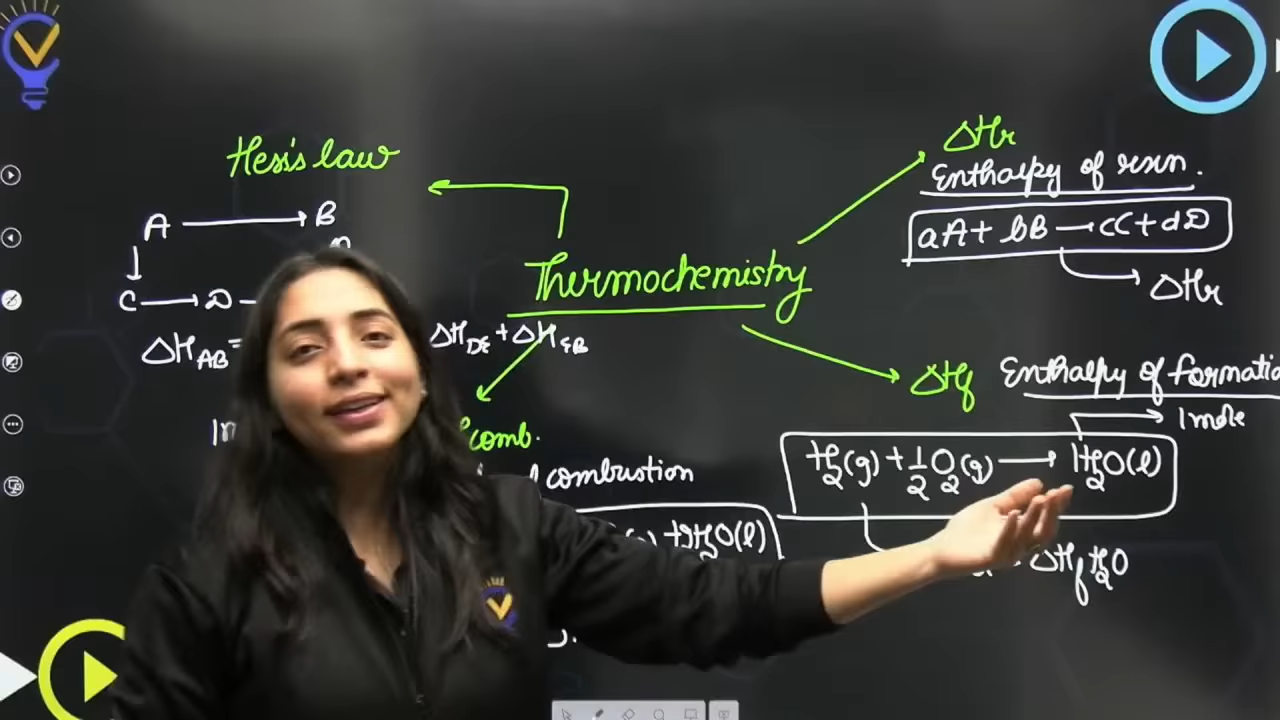 Hess's law
A → B
↓
C → D
ΔH_AB =
ΔH_DE + ΔH_EB
Thermochemistry
ΔHr
Enthalpy of rxn.
aA + bB → cC + dD
ΔHr
ΔHf Enthalpy of formatio
1 mole
H₂(g) + 1/2 O₂(g) → 1H₂O(l)
ΔHf H₂O
comb.
combustion
H₂O(l)